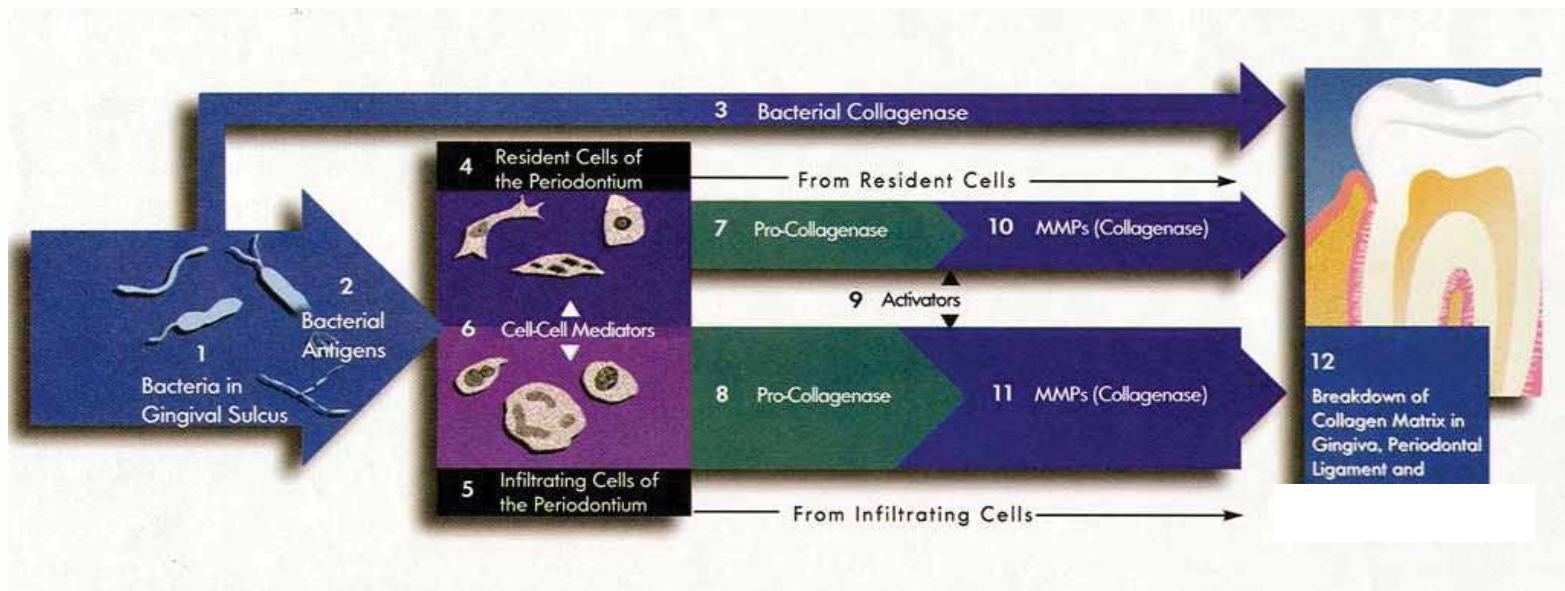 3 Bacterial Collagenase
4 Resident Cells of
the Periodontium
From Resident Cells
7 Pro-Collagenase
10 MMPs (Collagenase)
9 Activators
2
Bacterial
Antigens
1
Bacteria in
Gingival Sulcus
6 Cell-Cell Mediators
8 Pro-Collagenase
11 MMPs (Collagenase)
5 Infiltrating Cells of
the Periodontium
From Infiltrating Cells
12
Breakdown of
Collagen Matrix in
Gingiva, Periodontal
Ligament and